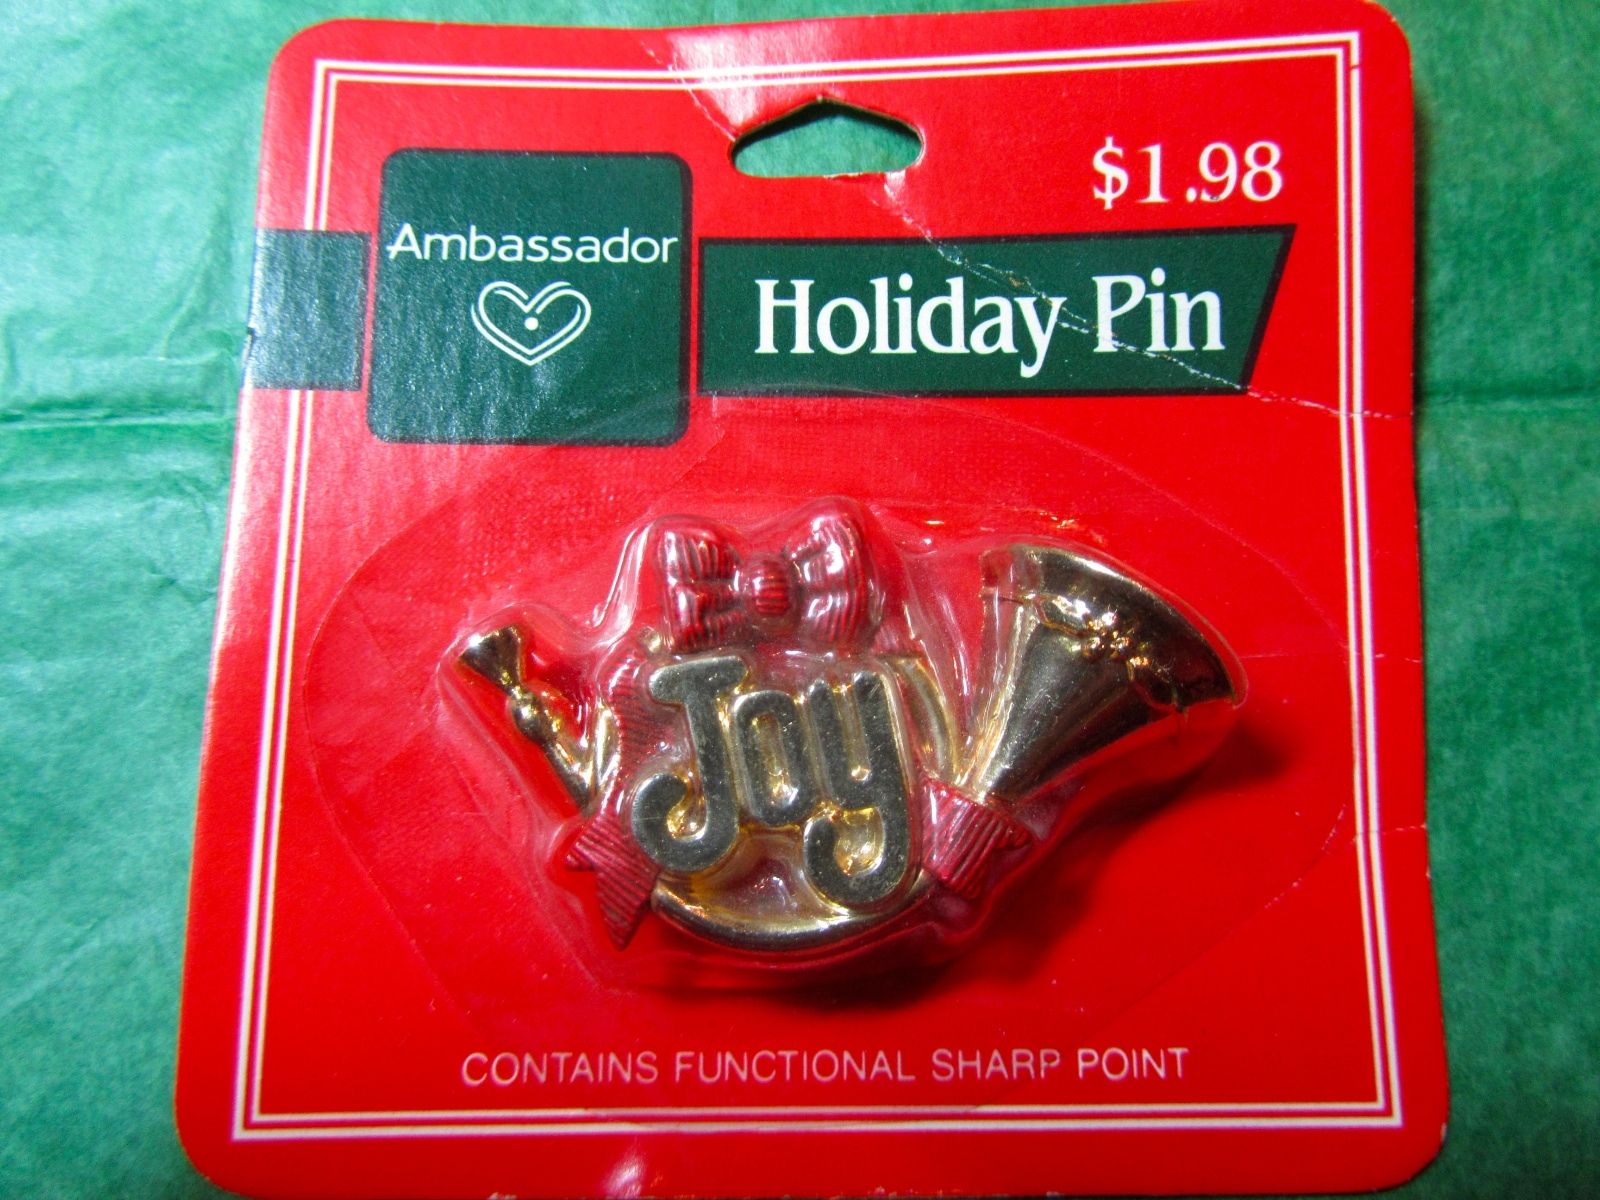 $1.98
Ambassador
Holiday Pin
Joy
CONTAINS FUNCTIONAL SHARP POINT